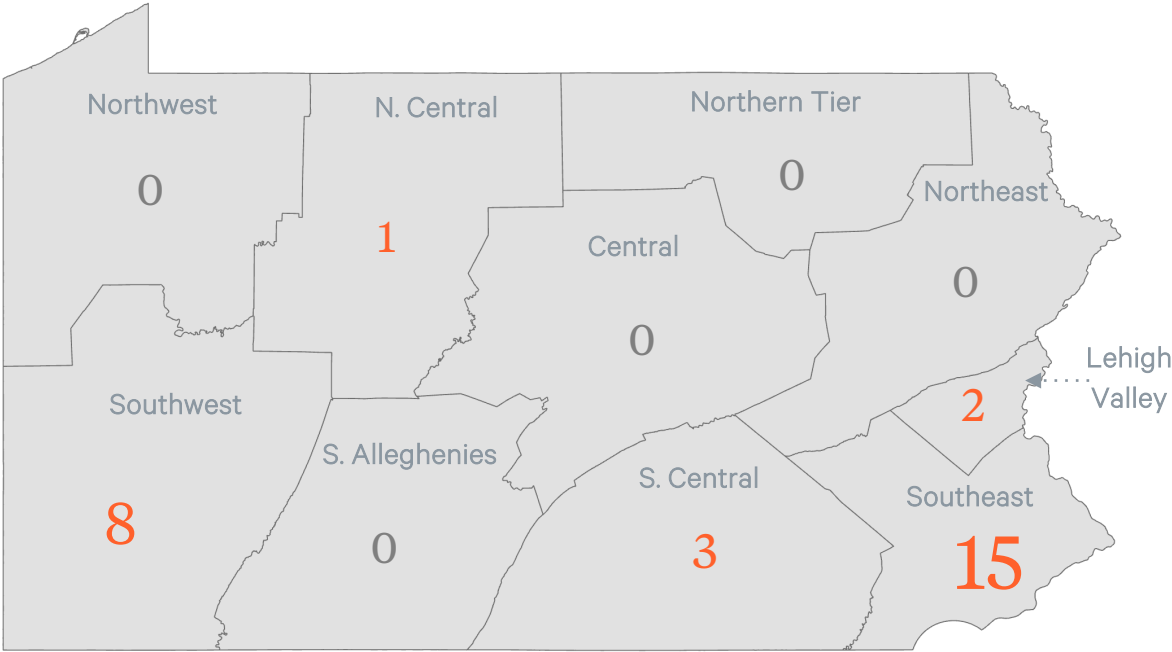 Northwest
0
N. Central
1
Northern Tier
0
Northeast
0
Central
0
Lehigh
Valley
2
Southwest
8
S. Alleghenies
0
S. Central
3
Southeast
15